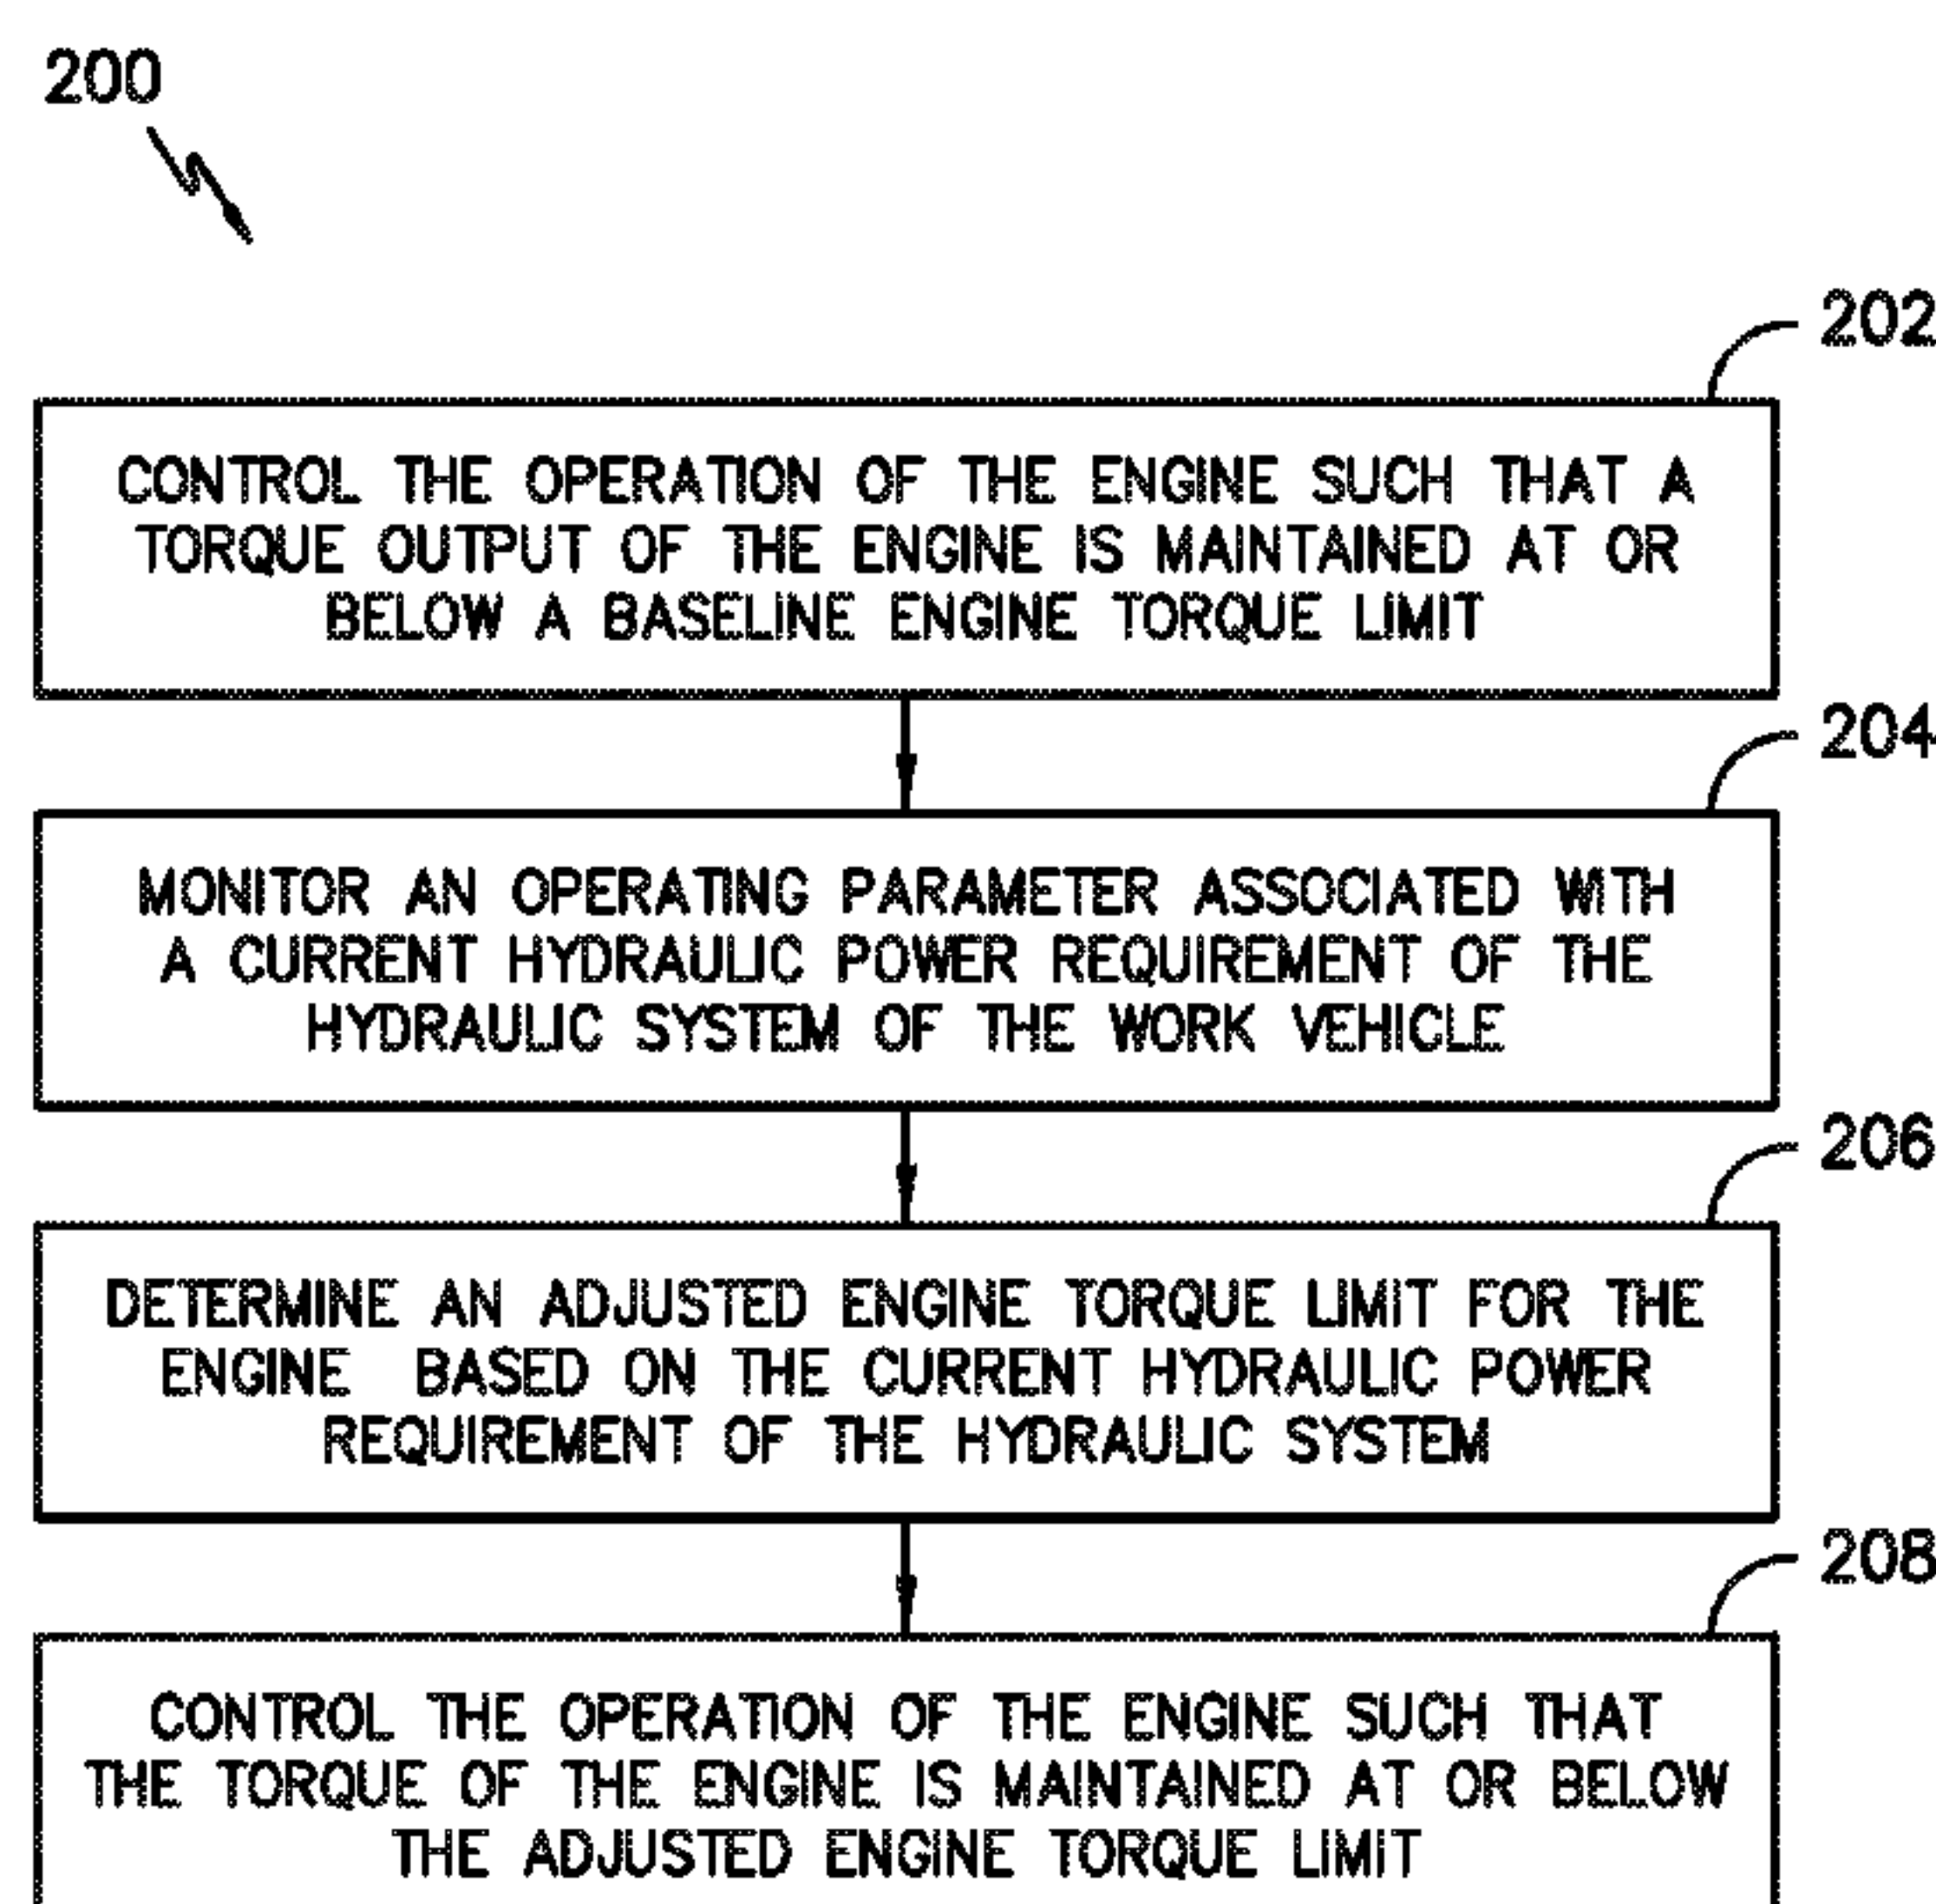 200
202
CONTROL THE OPERATION OF THE ENGINE SUCH THAT A
TORQUE OUTPUT OF THE ENGINE IS MAINTAINED AT OR
BELOW A BASELINE ENGINE TORQUE LIMIT
204
MONITOR AN OPERATING PARAMETER ASSOCIATED WITH
A CURRENT HYDRAULIC POWER REQUIREMENT OF THE
HYDRAULIC SYSTEM OF THE WORK VEHICLE
206
DETERMINE AN ADJUSTED ENGINE TORQUE LIMIT FOR THE
ENGINE BASED ON THE CURRENT HYDRAULIC POWER
REQUIREMENT OF THE HYDRAULIC SYSTEM
208
CONTROL THE OPERATION OF THE ENGINE SUCH THAT
THE TORQUE OF THE ENGINE IS MAINTAINED AT OR BELOW
THE ADJUSTED ENGINE TORQUE LIMIT